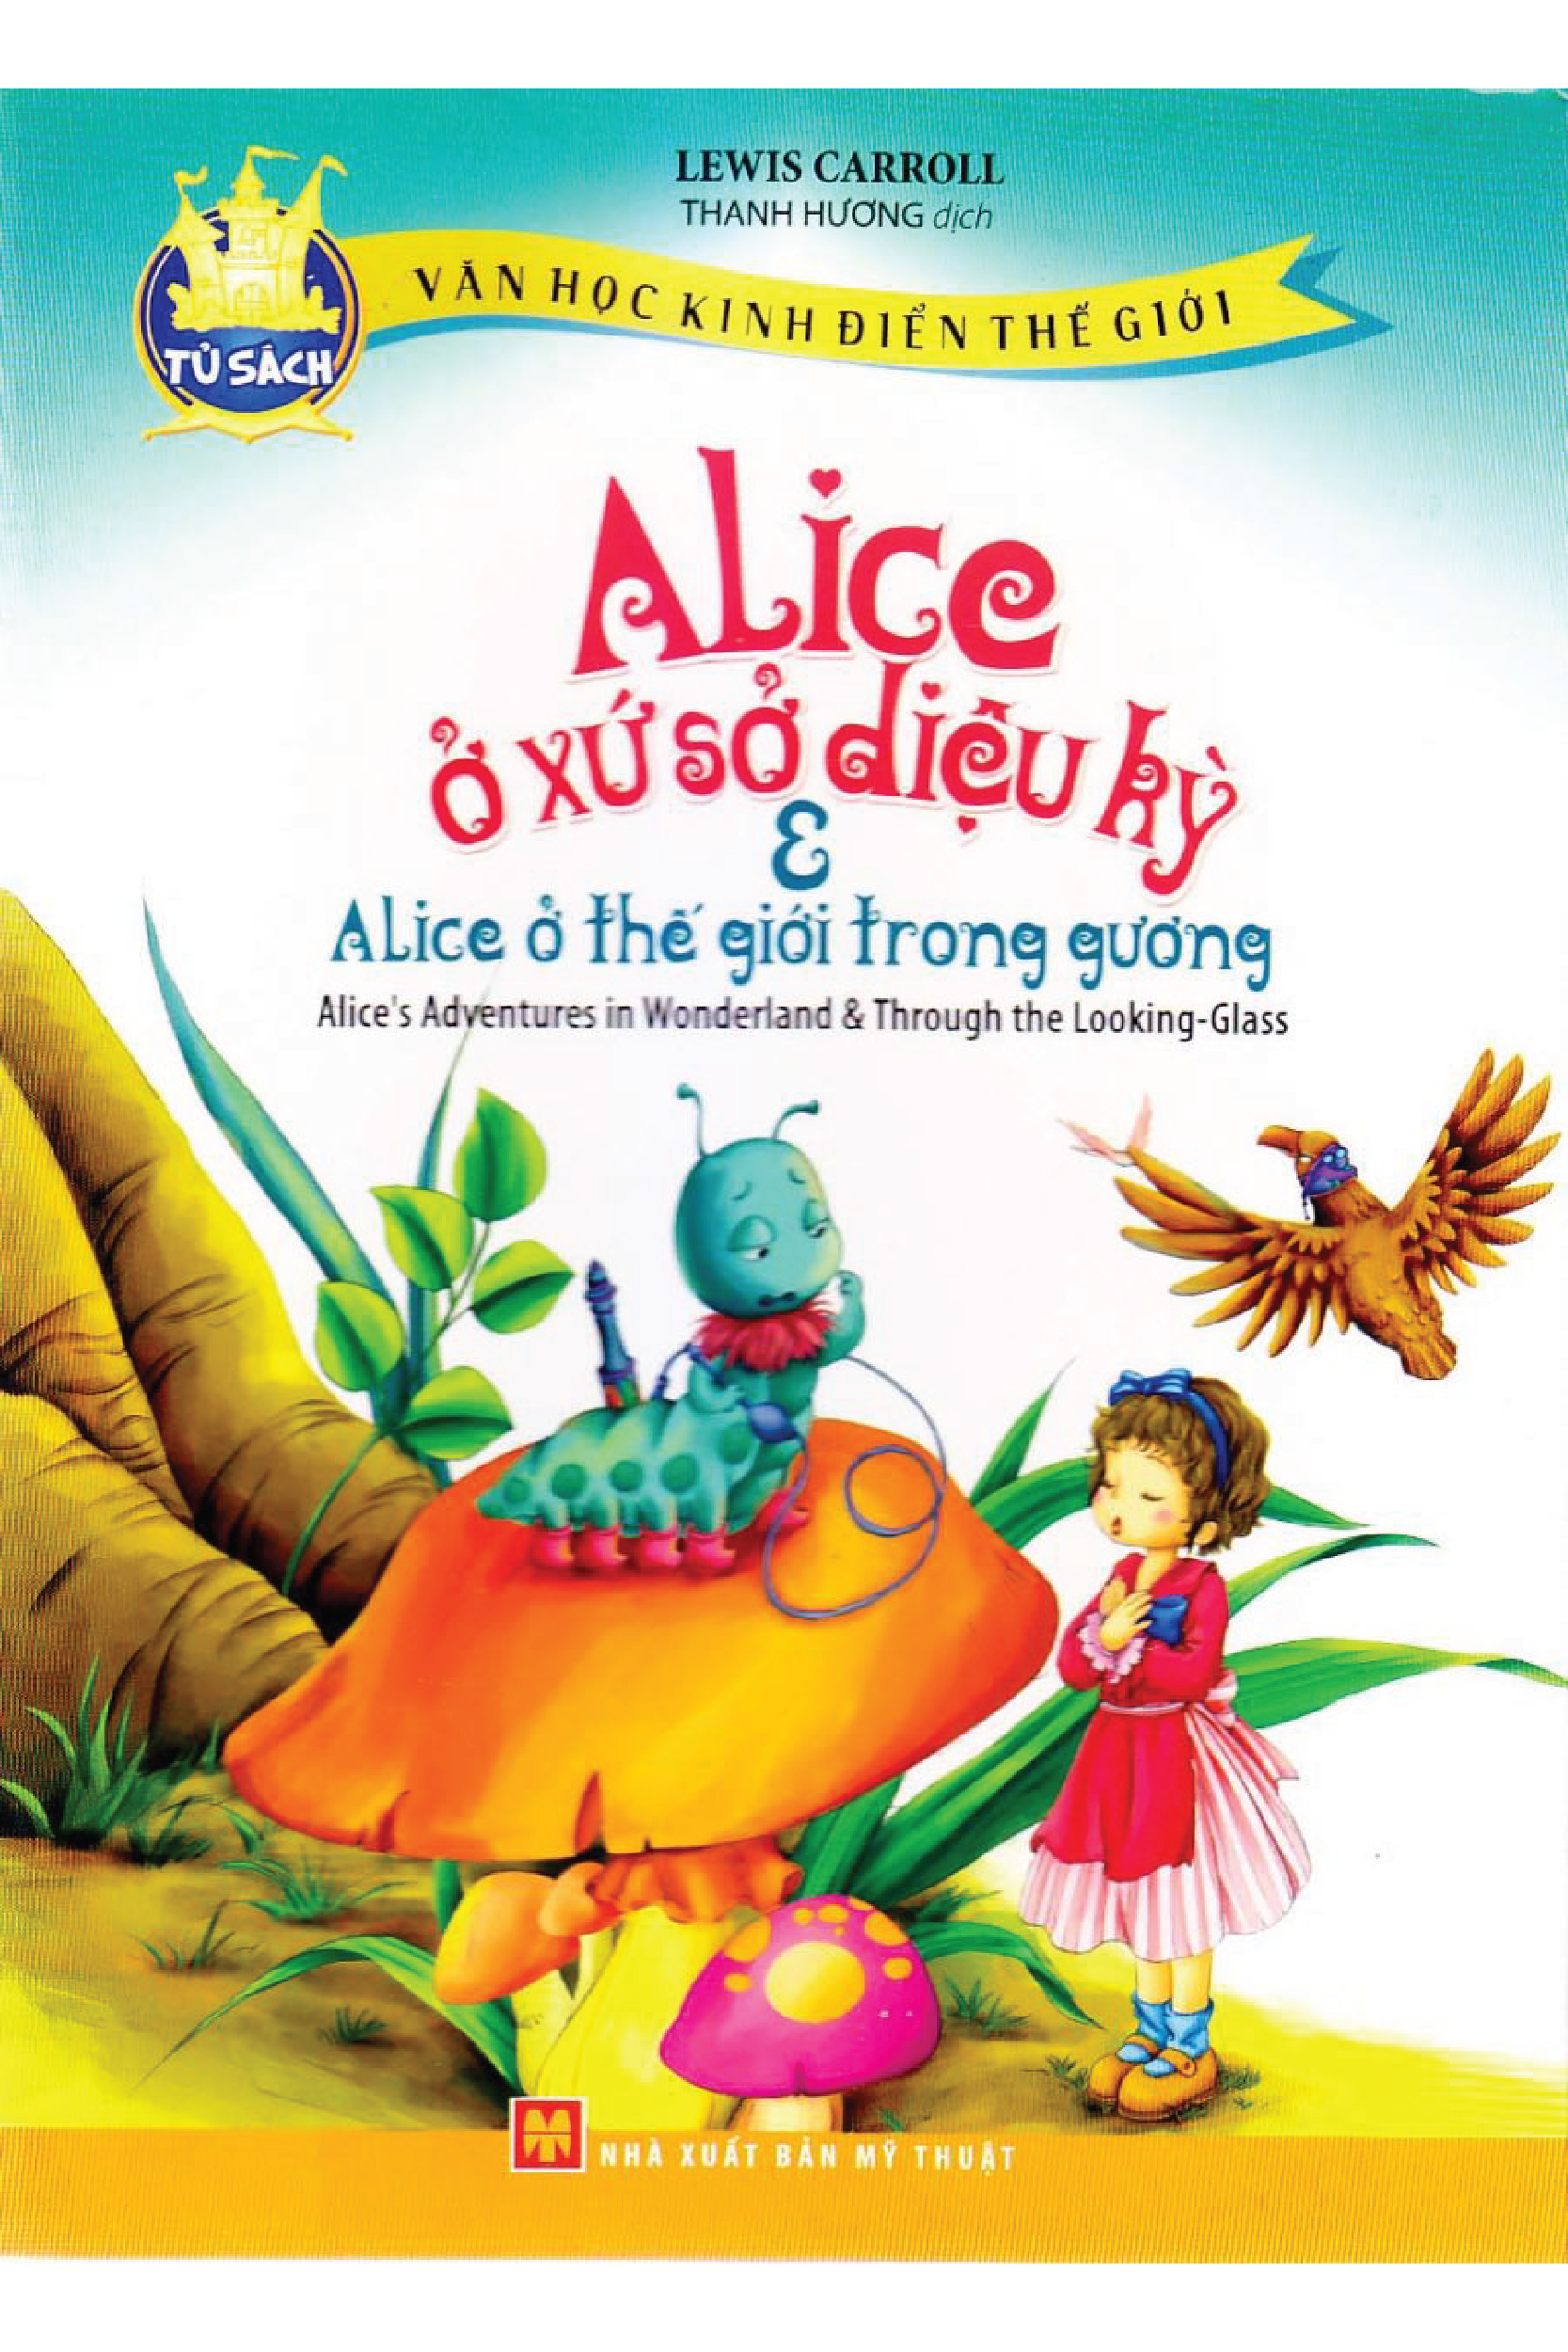 LEWIS CARROLL
THANH HƯƠNG dịch
VĂN HỌC KINH ĐIỂN THẾ GIỚI
TỦ SÁCH
Alice
ở xứ sở diệu kỳ
&
Alice ở thế giới trong gương
Alice's Adventures in Wonderland & Through the Looking-Glass
NHÀ XUẤT BẢN MỸ THUẬT